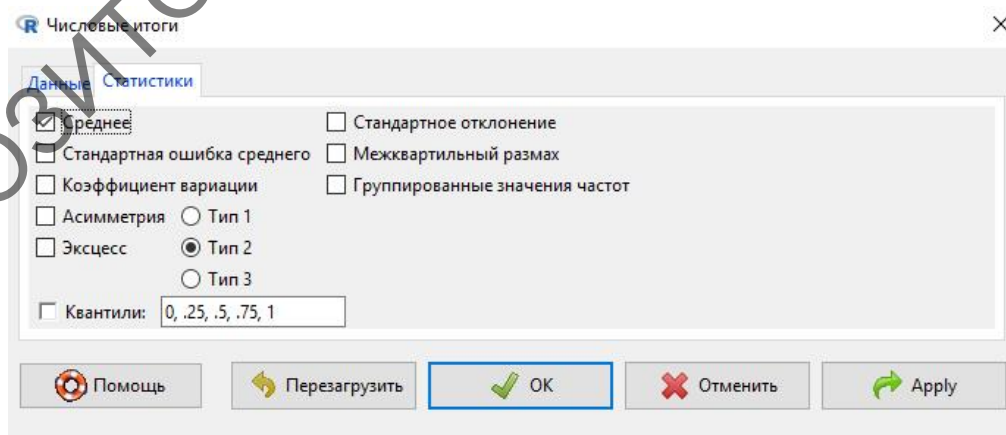 Числовые итоги
Данные Статистики
Среднее Стандартное отклонение
Стандартная ошибка среднего Межквартильный размах
Коэффициент вариации Группированные значения частот
Асимметрия Тип 1
Эксцесс Тип 2
Тип 3
Квантили: 0, .25, .5, .75, 1
Помощь Перезагрузить OK Отменить Apply